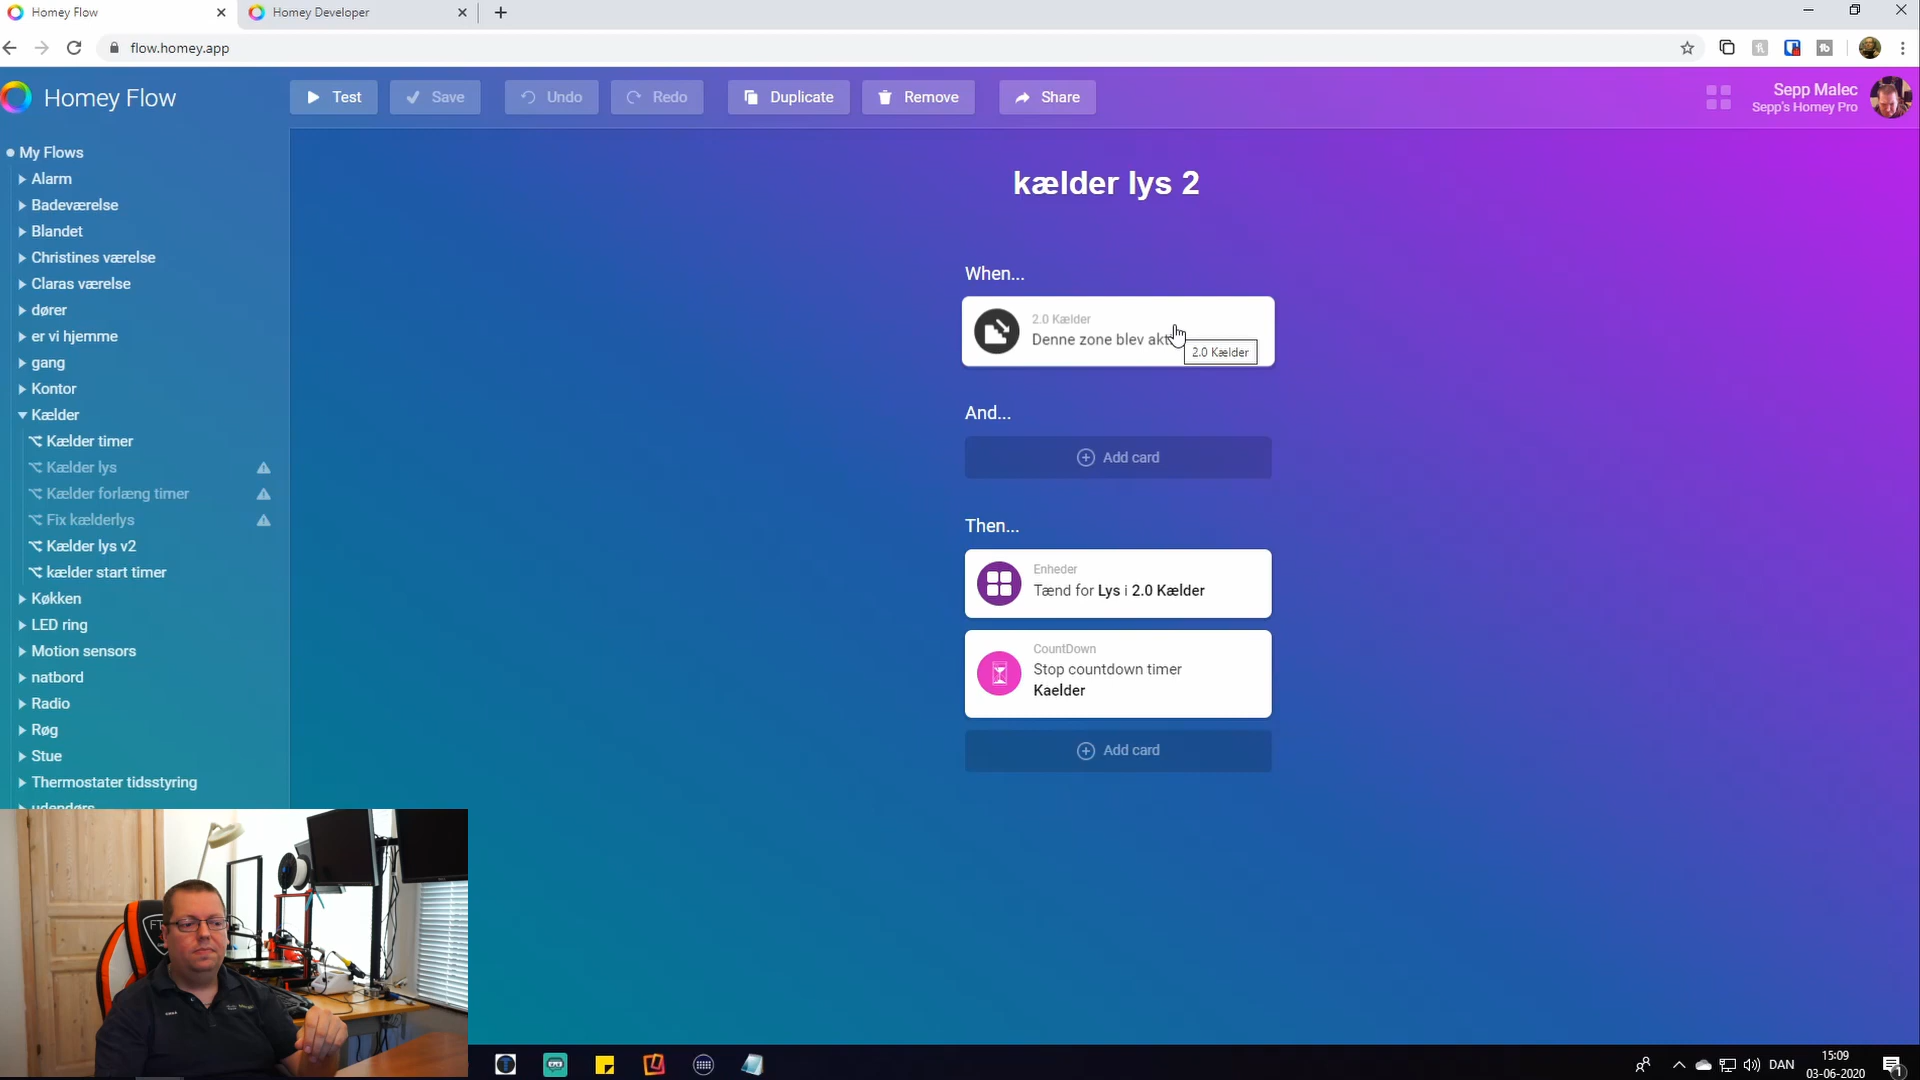 Homey Flow
Homey Developer
flow.homey.app
Homey Flow
Test
Save
Undo
Redo
Duplicate
Remove
Share
Sepp Malec
Sepp's Homey Pro
My Flows
Alarm
Badeværelse
Blandet
Christines værelse
Claras værelse
dører
er vi hjemme
gang
Kontor
Kælder
Kælder timer
Kælder lys
Kælder forlæng timer
Fix kælderlys
Kælder lys v2
kælder start timer
Køkken
LED ring
Motion sensors
natbord
Radio
Røg
Stue
Thermostater tidsstyring
udendørs
kælder lys 2
When...
2.0 Kælder
Denne zone blev akt
2.0 Kælder
And...
Add card
Then...
Enheder
Tænd for Lys i 2.0 Kælder
CountDown
Stop countdown timer
Kaelder
Add card
DAN
15:09
03-06-2020
1